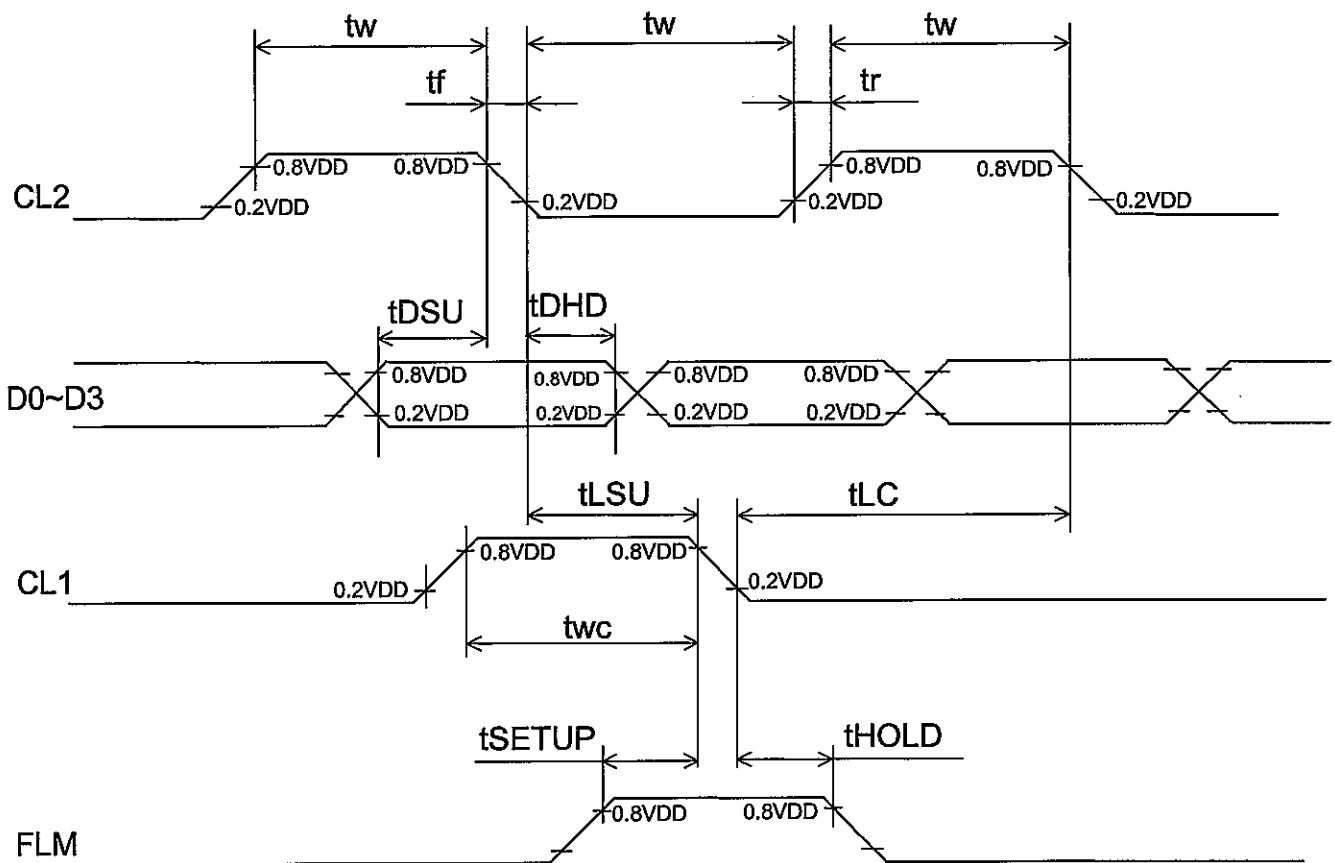 tw tw tw
tf tr
0.8VDD 0.8VDD 0.8VDD 0.8VDD
CL2
0.2VDD 0.2VDD 0.2VDD 0.2VDD
tDSU tDHD
0.8VDD 0.8VDD 0.8VDD 0.8VDD
D0~D3
0.2VDD 0.2VDD 0.2VDD 0.2VDD
tLSU tLC
0.8VDD 0.8VDD
CL1
0.2VDD 0.2VDD
twc
tSETUP tHOLD
0.8VDD 0.8VDD
FLM